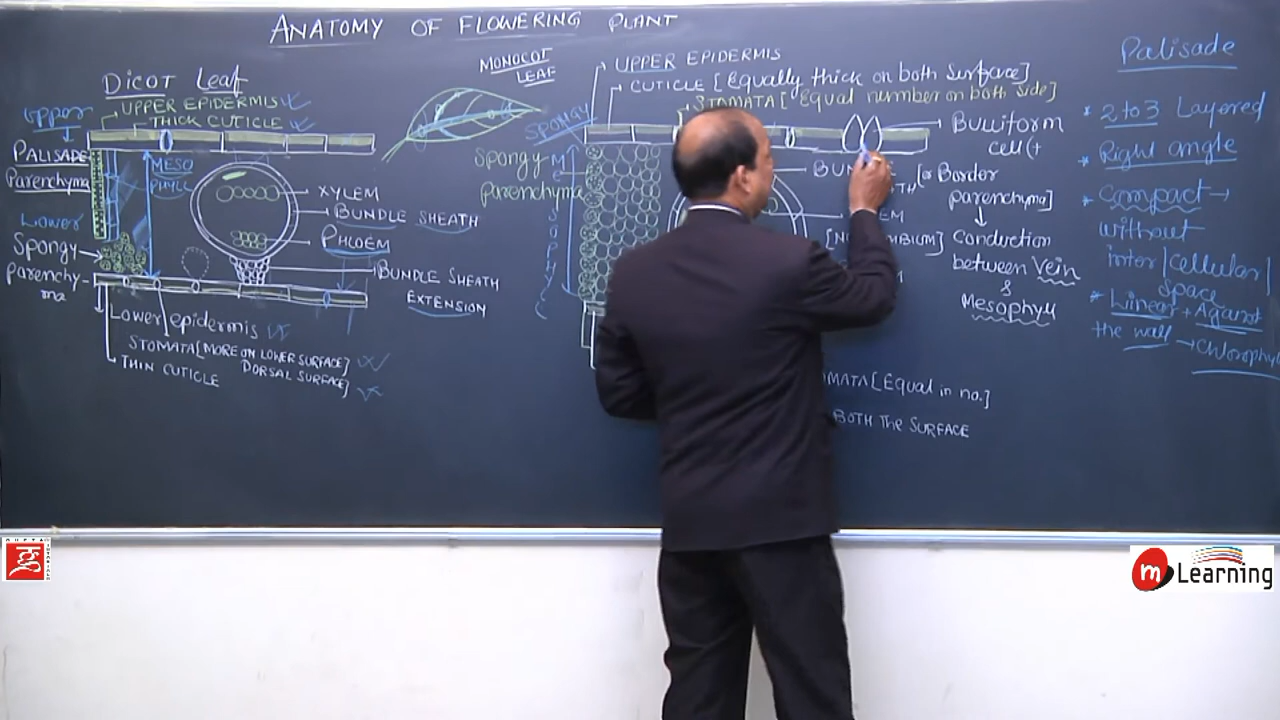 ANATOMY OF FLOWERING PLANT
DICOT Leaf
Upper
UPPER EPIDERMIS
THICK CUTICLE
PALISADE
Parenchyma
MESO
PHYLL
Lower
Spongy
parenchy-
ma
XYLEM
BUNDLE SHEATH
PHLOEM
BUNDLE SHEATH
EXTENSION
Lower epidermis
STOMATA [MORE ON LOWER SURFACE]
DORSAL SURFACE]
THIN CUTICLE
MONOCOT
LEAF
UPPER EPIDERMIS
CUTICLE [Equally thick on both Surface]
STOMATA [Equal number on both side]
SPONGY
Spongy
parenchyma
Bulliform
cell(+
[or Border
parenchyma]
Conduction
between Vein
&
Mesophyll
[Equal in no.]
BOTH THE SURFACE
Palisade
* 2 to 3 Layered
* Right angle
* Compact →
without
inter/cellular/
space
* Linear + Against
the wall → Chlorophyl
m Learning